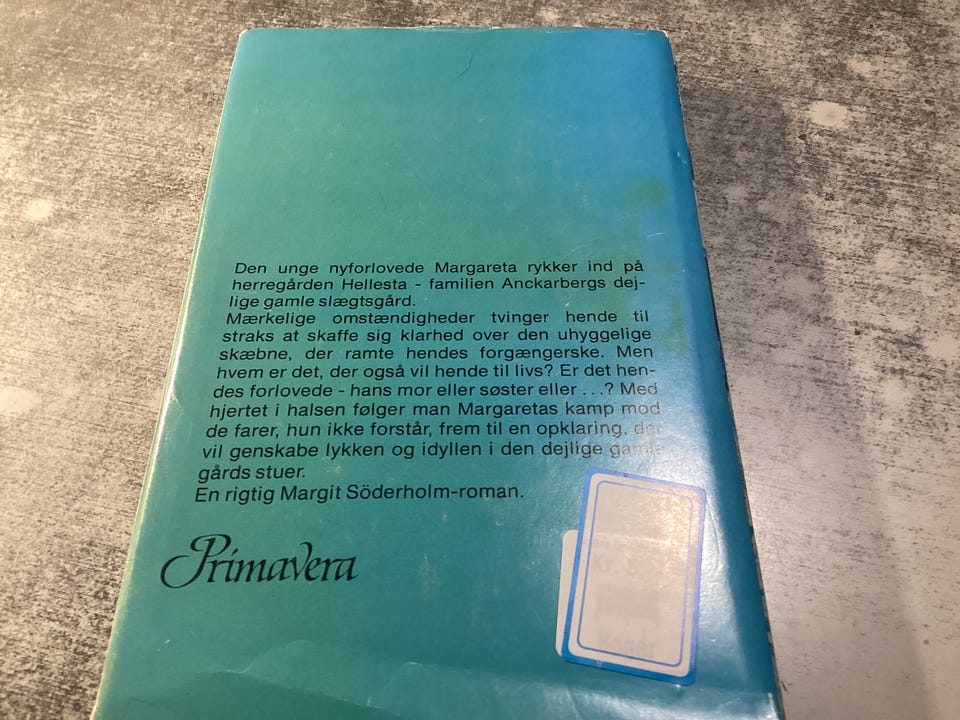 Den unge nyforlovede Margareta rykker ind på
herregården Hellesta - familien Anckarbergs dej-
lige gamle slægtsgård.
Mærkelige omstændigheder tvinger hende til
straks at skaffe sig klarhed over den uhyggelige
skæbne, der ramte hendes forgængerske. Men
hvem er det, der også vil hende til livs? Er det hen-
des forlovede - hans mor eller søster eller ...? Med
hjertet i halsen følger man Margaretas kamp mod
de farer, hun ikke forstår, frem til en opklaring, der
vil genskabe lykken og idyllen i den dejlige gamle
gårds stuer.
En rigtig Margit Söderholm-roman.
Primavera